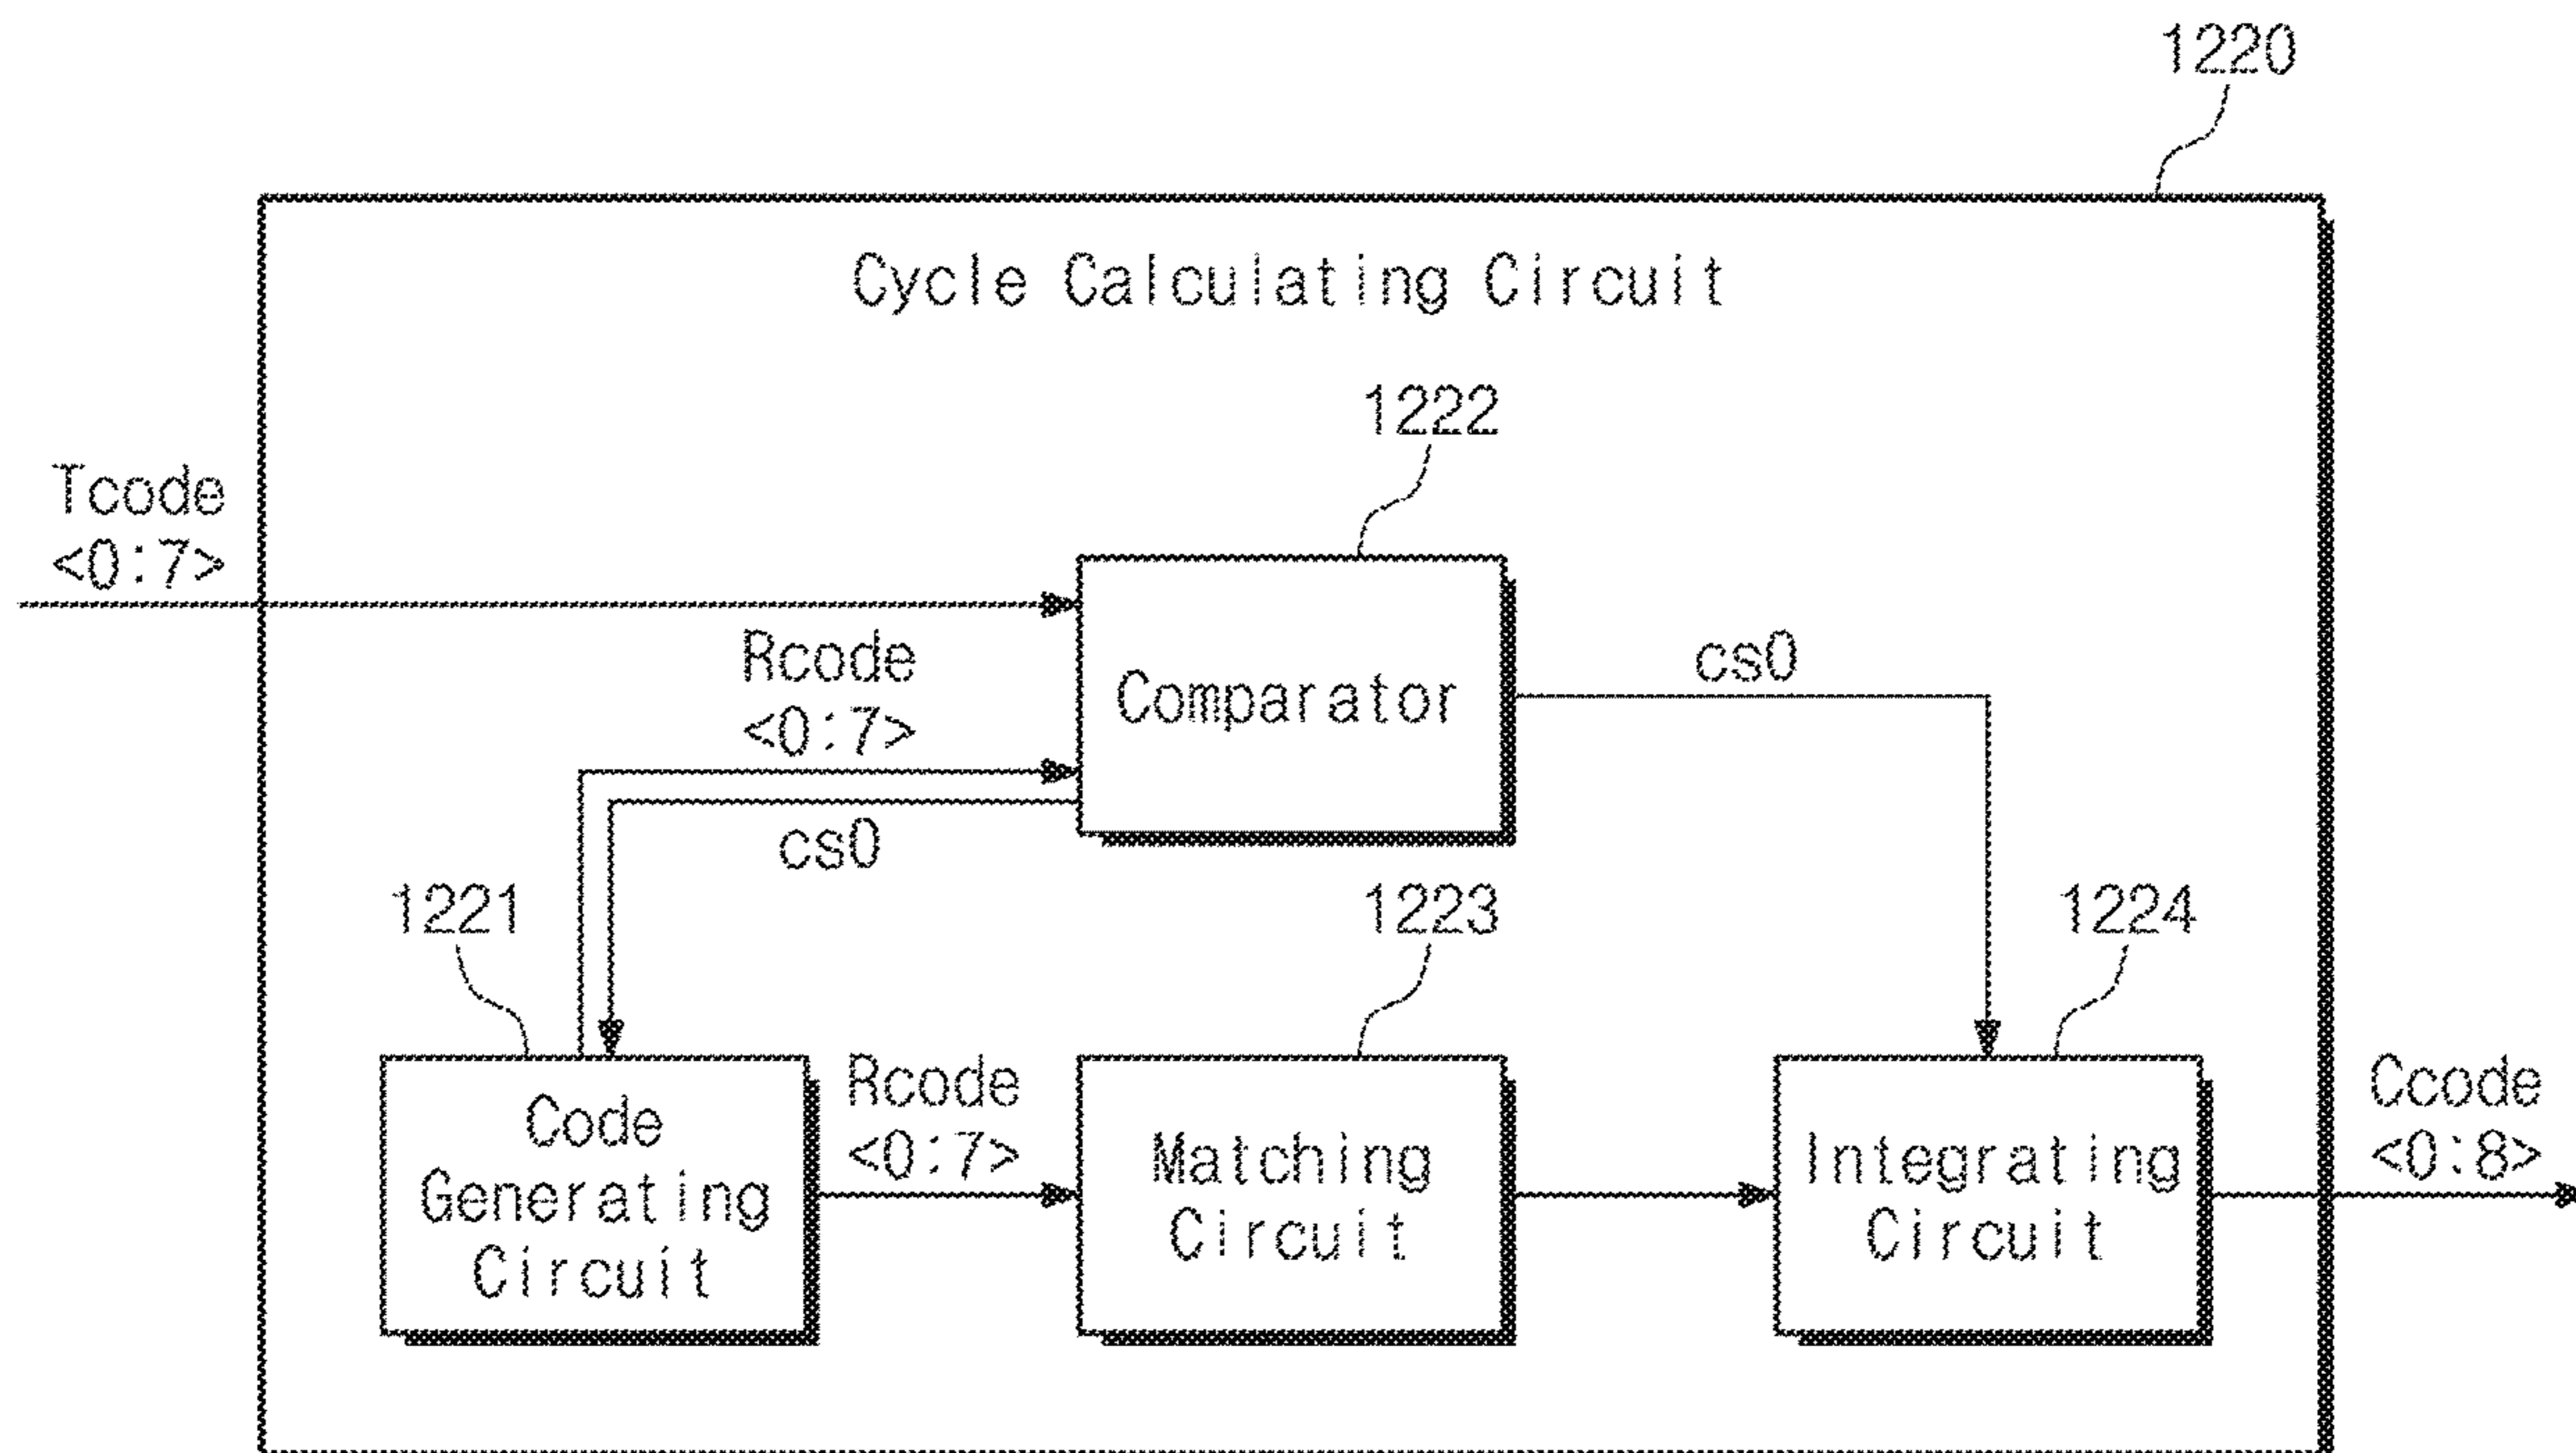 1220
Cycle Calculating Circuit
1222
Tcode
<0:7>
Rcode
<0:7>
Comparator
cs0
cs0
1221
1223
1224
Code
Generating
Circuit
Rcode
<0:7>
Matching
Circuit
Integrating
Circuit
Ccode
<0:8>